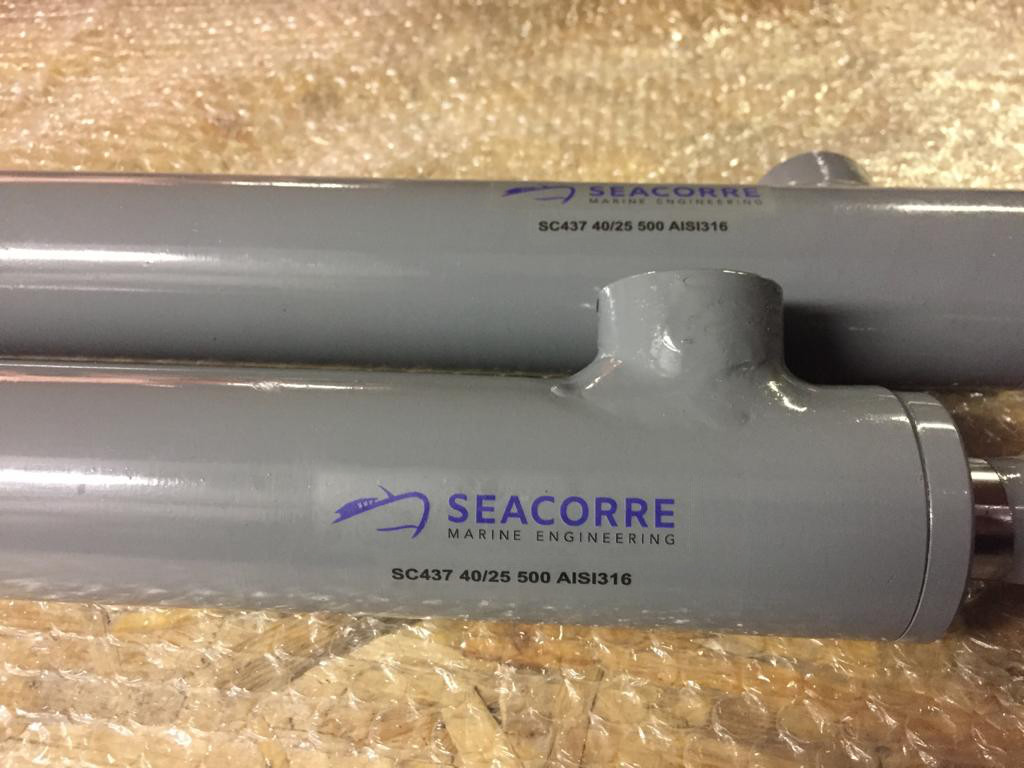 SEACORRE
MARINE ENGINEERING
SC437 40/25 500 AISI316
SEACORRE
MARINE ENGINEERING
SC437 40/25 500 AISI316